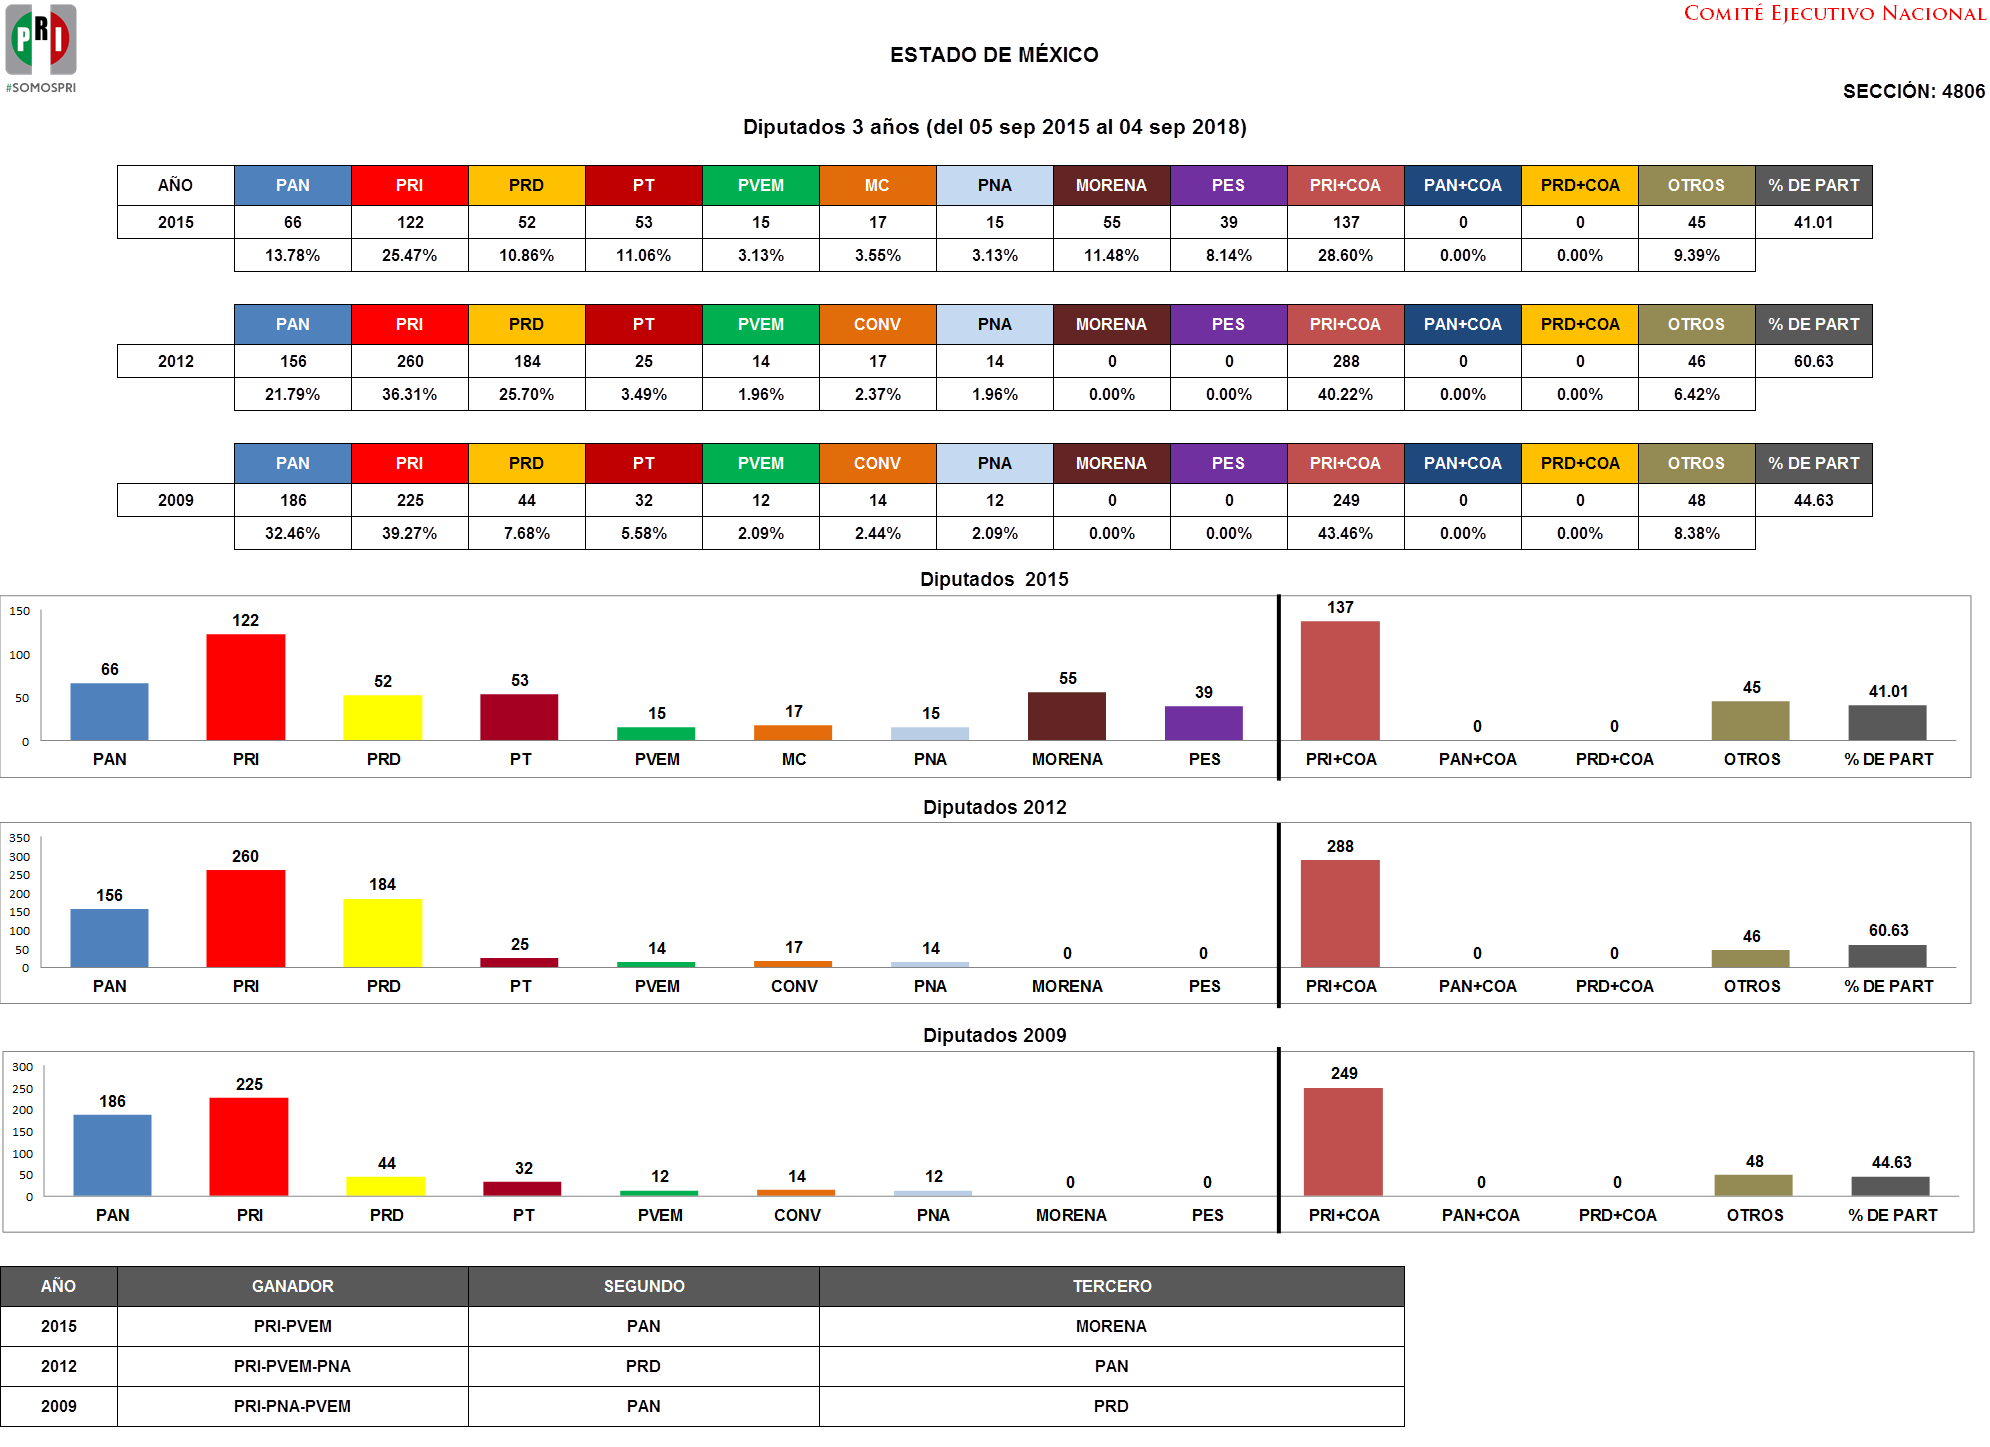 PRI
#SOMOSPRI
COMITÉ EJECUTIVO NACIONAL
ESTADO DE MÉXICO
SECCIÓN: 4806
Diputados 3 años (del 05 sep 2015 al 04 sep 2018)
AÑO PAN PRI PRD PT PVEM MC PNA MORENA PES PRI+COA PAN+COA PRD+COA OTROS % DE PART
2015 66 122 52 53 15 17 15 55 39 137 0 0 45 41.01
13.78% 25.47% 10.86% 11.06% 3.13% 3.55% 3.13% 11.48% 8.14% 28.60% 0.00% 0.00% 9.39%
PAN PRI PRD PT PVEM CONV PNA MORENA PES PRI+COA PAN+COA PRD+COA OTROS % DE PART
2012 156 260 184 25 14 17 14 0 0 288 0 0 46 60.63
21.79% 36.31% 25.70% 3.49% 1.96% 2.37% 1.96% 0.00% 0.00% 40.22% 0.00% 0.00% 6.42%
PAN PRI PRD PT PVEM CONV PNA MORENA PES PRI+COA PAN+COA PRD+COA OTROS % DE PART
2009 186 225 44 32 12 14 12 0 0 249 0 0 48 44.63
32.46% 39.27% 7.68% 5.58% 2.09% 2.44% 2.09% 0.00% 0.00% 43.46% 0.00% 0.00% 8.38%
Diputados 2015
150
100
50
0
66 122 52 53 15 17 15 55 39 137 0 0 45 41.01
PAN PRI PRD PT PVEM MC PNA MORENA PES PRI+COA PAN+COA PRD+COA OTROS % DE PART
Diputados 2012
350
300
250
200
150
100
50
0
156 260 184 25 14 17 14 0 0 288 0 0 46 60.63
PAN PRI PRD PT PVEM CONV PNA MORENA PES PRI+COA PAN+COA PRD+COA OTROS % DE PART
Diputados 2009
300
250
200
150
100
50
0
186 225 44 32 12 14 12 0 0 249 0 0 48 44.63
PAN PRI PRD PT PVEM CONV PNA MORENA PES PRI+COA PAN+COA PRD+COA OTROS % DE PART
AÑO GANADOR SEGUNDO TERCERO
2015 PRI-PVEM PAN MORENA
2012 PRI-PVEM-PNA PRD PAN
2009 PRI-PNA-PVEM PAN PRD